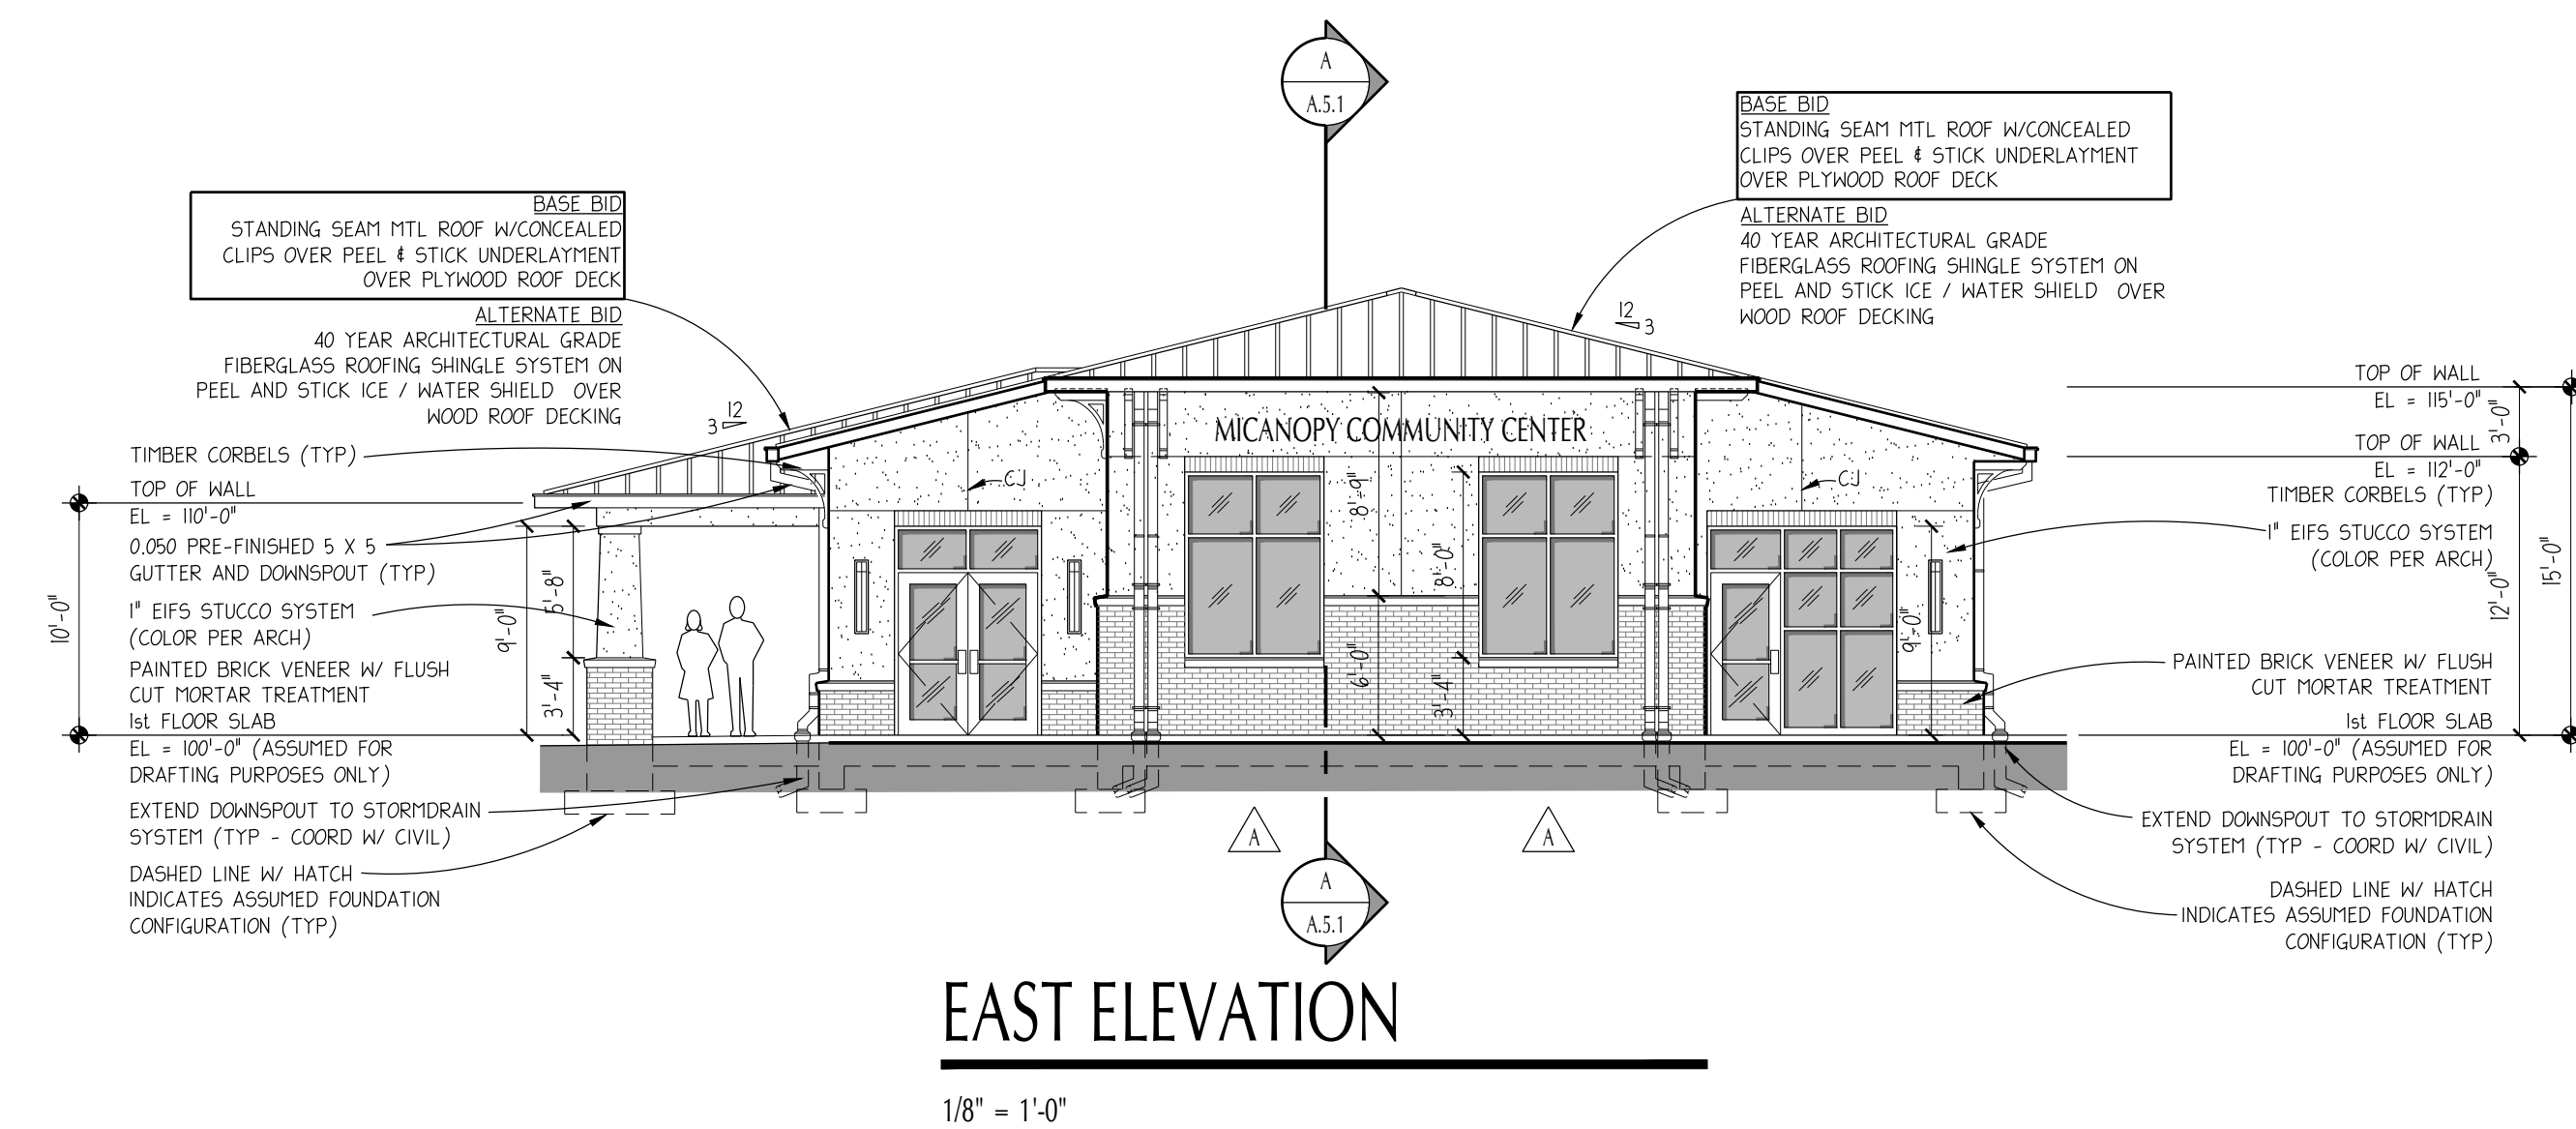 A
A.5.1
BASE BID
STANDING SEAM MTL ROOF W/CONCEALED
CLIPS OVER PEEL & STICK UNDERLAYMENT
OVER PLYWOOD ROOF DECK
ALTERNATE BID
40 YEAR ARCHITECTURAL GRADE
FIBERGLASS ROOFING SHINGLE SYSTEM ON
PEEL AND STICK ICE / WATER SHIELD OVER
WOOD ROOF DECKING
BASE BID
STANDING SEAM MTL ROOF W/CONCEALED
CLIPS OVER PEEL & STICK UNDERLAYMENT
OVER PLYWOOD ROOF DECK
ALTERNATE BID
40 YEAR ARCHITECTURAL GRADE
FIBERGLASS ROOFING SHINGLE SYSTEM ON
PEEL AND STICK ICE / WATER SHIELD OVER
WOOD ROOF DECKING
12
3
12
3
TIMBER CORBELS (TYP)
TOP OF WALL
EL = 110'-0"
0.050 PRE-FINISHED 5 X 5
GUTTER AND DOWNSPOUT (TYP)
1" EIFS STUCCO SYSTEM
(COLOR PER ARCH)
PAINTED BRICK VENEER W/ FLUSH
CUT MORTAR TREATMENT
1st FLOOR SLAB
EL = 100'-0" (ASSUMED FOR
DRAFTING PURPOSES ONLY)
EXTEND DOWNSPOUT TO STORMDRAIN
SYSTEM (TYP - COORD W/ CIVIL)
DASHED LINE W/ HATCH
INDICATES ASSUMED FOUNDATION
CONFIGURATION (TYP)
10'-0"
9'-0"
5'-8"
3'-4"
MICANOPY COMMUNITY CENTER
CJ
CJ
8'-9"
6'-0"
8'-0"
3'-4"
9'-0"
TOP OF WALL
EL = 115'-0"
TOP OF WALL
EL = 112'-0"
TIMBER CORBELS (TYP)
1" EIFS STUCCO SYSTEM
(COLOR PER ARCH)
PAINTED BRICK VENEER W/ FLUSH
CUT MORTAR TREATMENT
1st FLOOR SLAB
EL = 100'-0" (ASSUMED FOR
DRAFTING PURPOSES ONLY)
EXTEND DOWNSPOUT TO STORMDRAIN
SYSTEM (TYP - COORD W/ CIVIL)
DASHED LINE W/ HATCH
INDICATES ASSUMED FOUNDATION
CONFIGURATION (TYP)
3'-0"
12'-0"
15'-0"
A
A
A
A.5.1
EAST ELEVATION
1/8" = 1'-0"